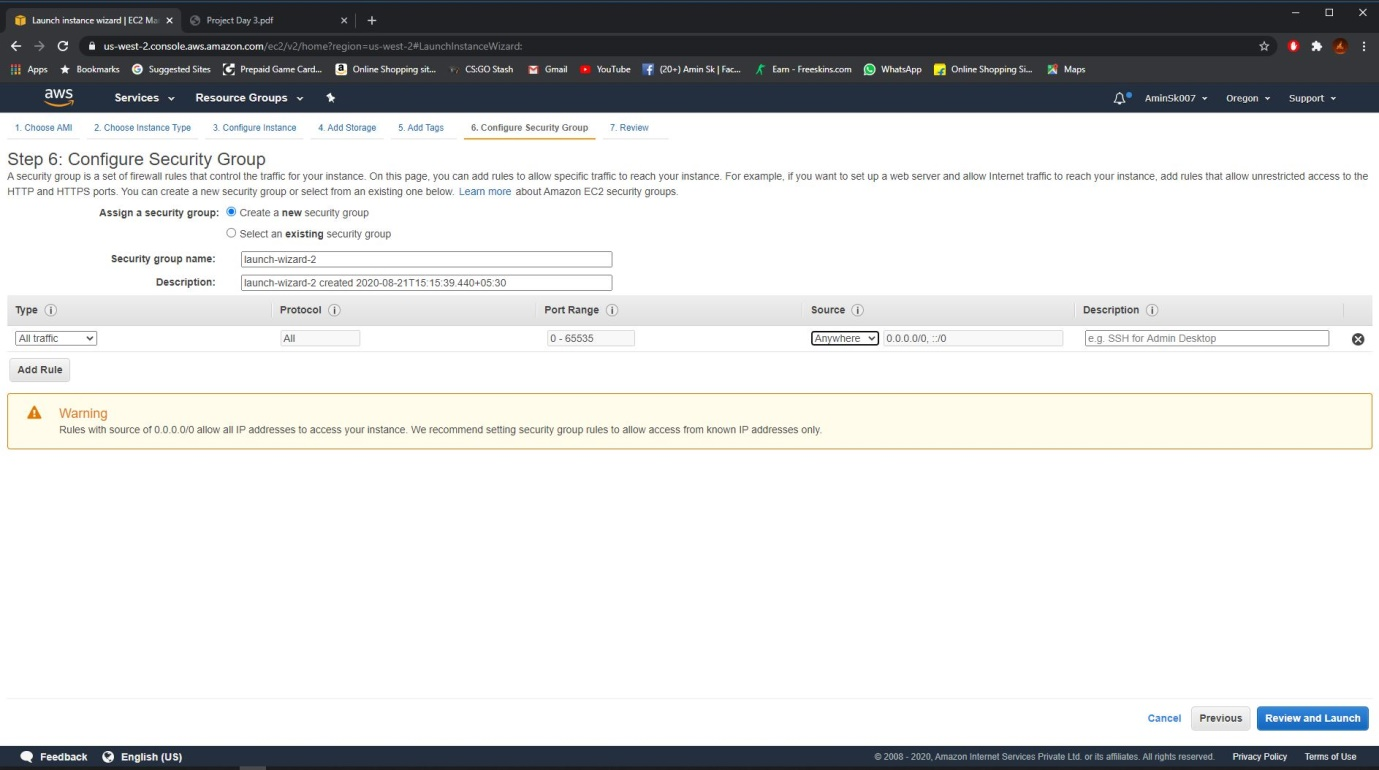 Launch instance wizard | EC2 Ma
Project Day 3.pdf
us-west-2.console.aws.amazon.com/ec2/v2/home?region=us-west-2#LaunchInstanceWizard:
Apps Bookmarks Suggested Sites Prepaid Game Card... Online Shopping sit... CS:GO Stash Gmail YouTube (20+) Amin Sk | Fac... Earn - Freeskins.com WhatsApp Online Shopping Si... Maps
aws Services Resource Groups AminSk007 Oregon Support
1. Choose AMI 2. Choose Instance Type 3. Configure Instance 4. Add Storage 5. Add Tags 6. Configure Security Group 7. Review
Step 6: Configure Security Group
A security group is a set of firewall rules that control the traffic for your instance. On this page, you can add rules to allow specific traffic to reach your instance. For example, if you want to set up a web server and allow Internet traffic to reach your instance, add rules that allow unrestricted access to the
HTTP and HTTPS ports. You can create a new security group or select from an existing one below. Learn more about Amazon EC2 security groups.
Assign a security group: Create a new security group
Select an existing security group
Security group name: launch-wizard-2
Description: launch-wizard-2 created 2020-08-21T15:15:39.440+05:30
Type Protocol Port Range Source Description
All traffic All 0 - 65535 Anywhere 0.0.0.0/0, ::/0 e.g. SSH for Admin Desktop
Add Rule
Warning
Rules with source of 0.0.0.0/0 allow all IP addresses to access your instance. We recommend setting security group rules to allow access from known IP addresses only.
Cancel Previous Review and Launch
Feedback English (US) © 2008 - 2020, Amazon Internet Services Private Ltd. or its affiliates. All rights reserved. Privacy Policy Terms of Use